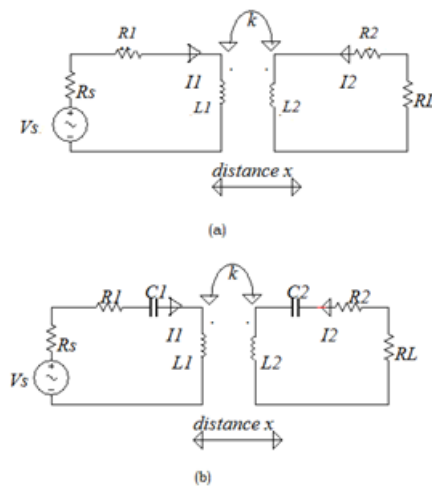 R1
k
R2
Rs
I1
L1
L2
I2
RL
Vs
distance x
(a)
k
R1
C1
C2
R2
Rs
I1
L1
L2
I2
RL
Vs
distance x
(b)